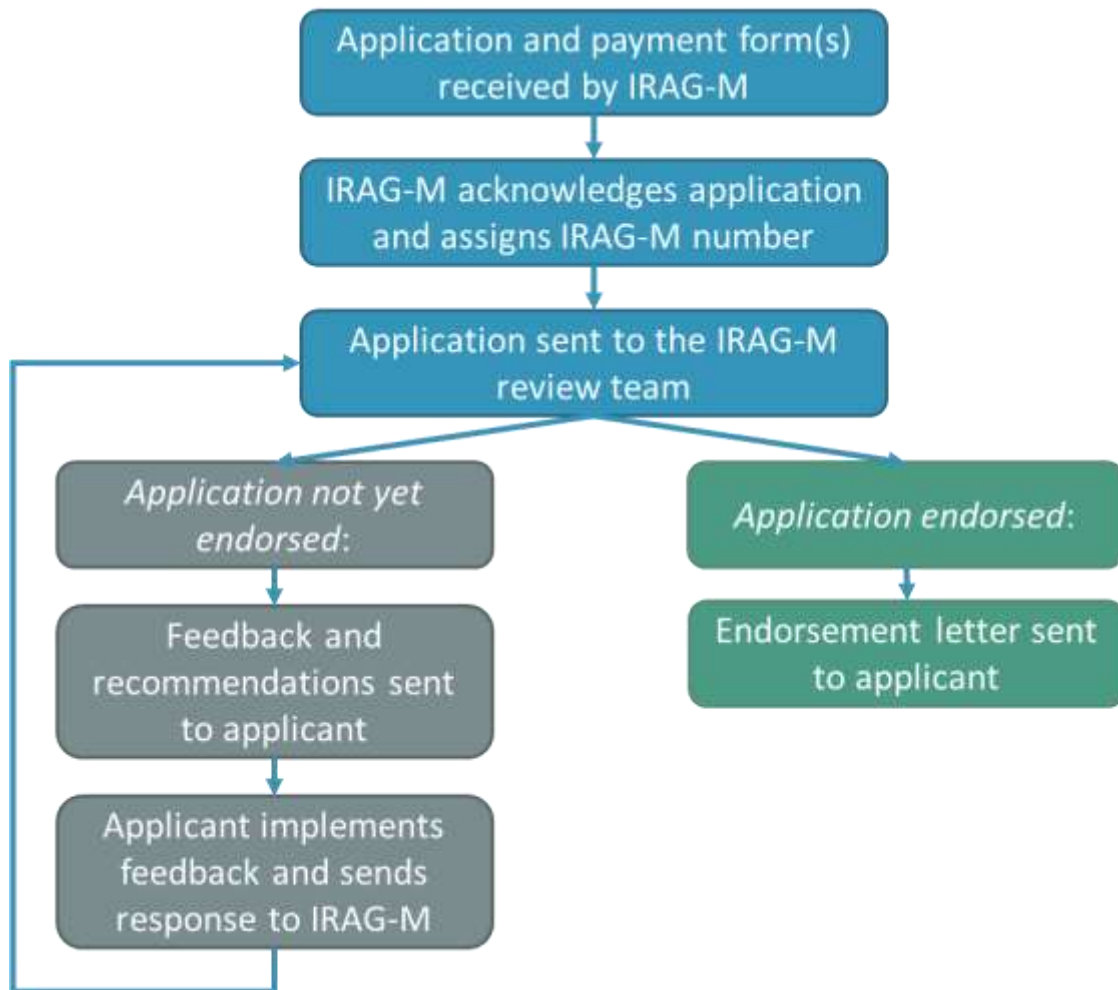 Application and payment form(s)
received by IRAG-M
IRAG-M acknowledges application
and assigns IRAG-M number
Application sent to the IRAG-M
review team
Application not yet
endorsed:
Feedback and
recommendations sent
to applicant
Applicant implements
feedback and sends
response to IRAG-M
Application endorsed:
Endorsement letter sent
to applicant